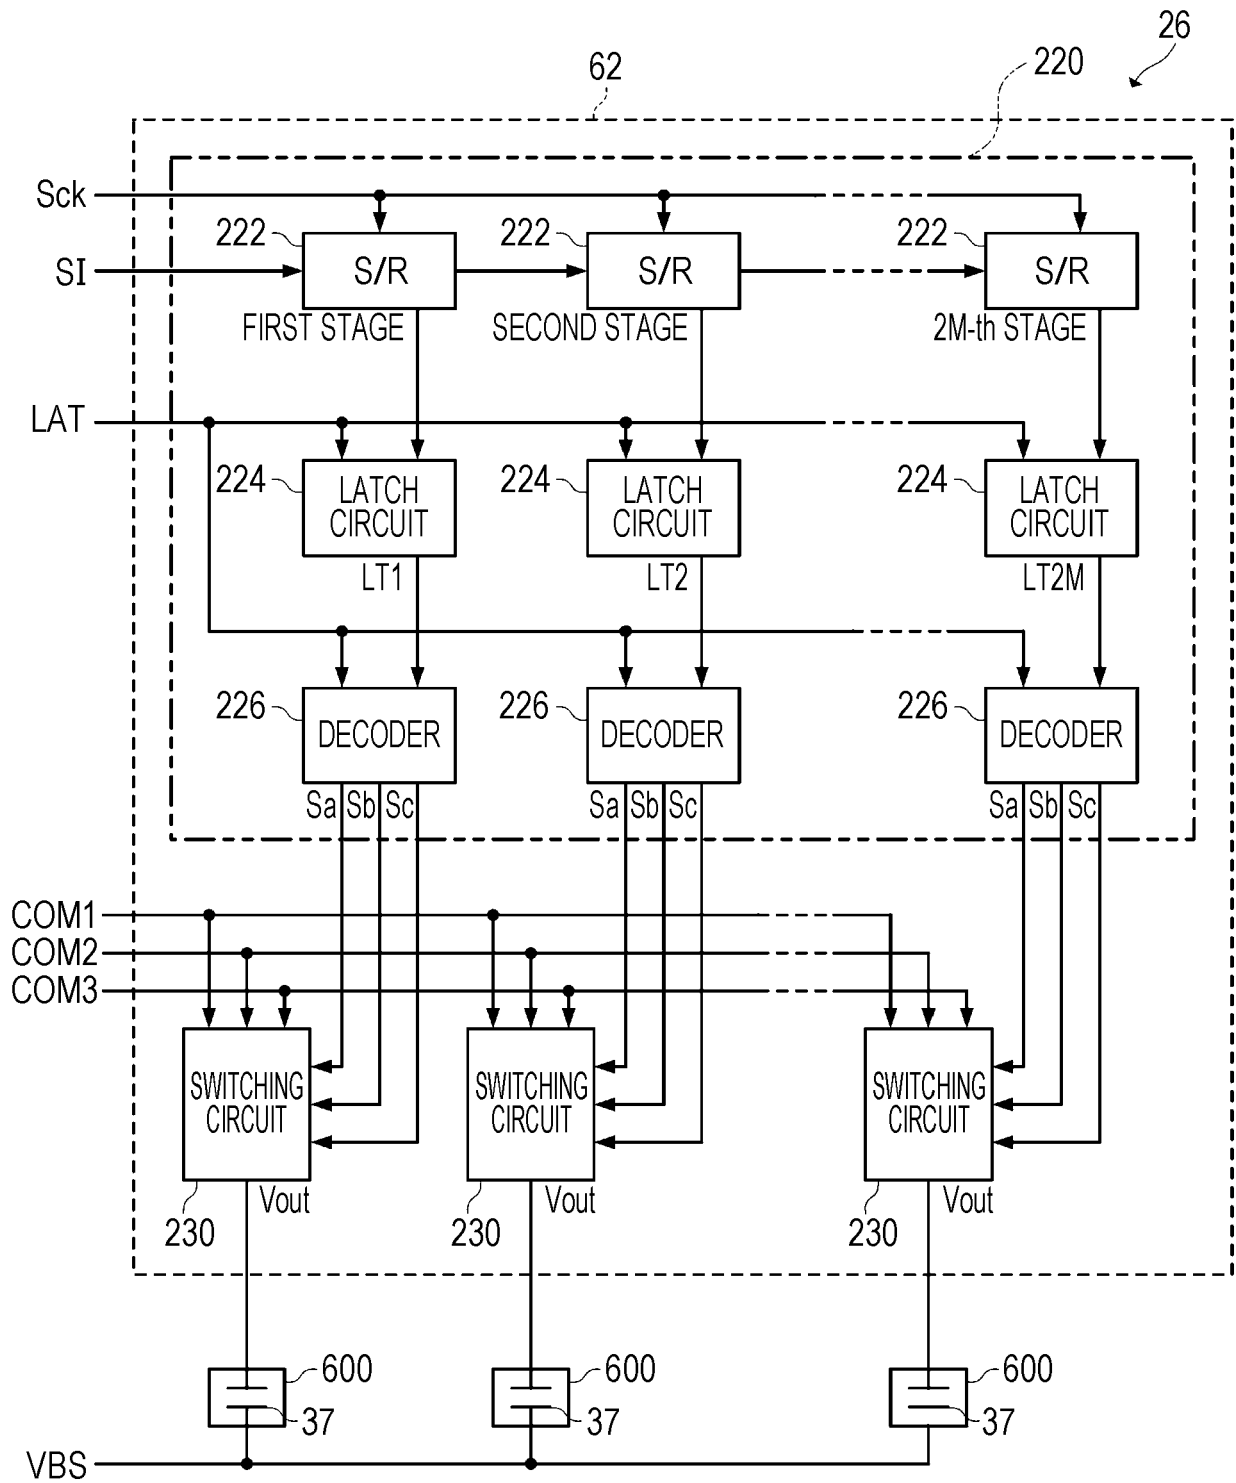 26
62
220
Sck
222
222
222
SI
S/R
S/R
S/R
FIRST STAGE
SECOND STAGE
2M-th STAGE
LAT
224
224
224
LATCH
CIRCUIT
LATCH
CIRCUIT
LATCH
CIRCUIT
LT1
LT2
LT2M
226
226
226
DECODER
DECODER
DECODER
Sa Sb Sc
Sa Sb Sc
Sa Sb Sc
COM1
COM2
COM3
SWITCHING
CIRCUIT
SWITCHING
CIRCUIT
SWITCHING
CIRCUIT
Vout
Vout
Vout
230
230
230
600
600
600
37
37
37
VBS